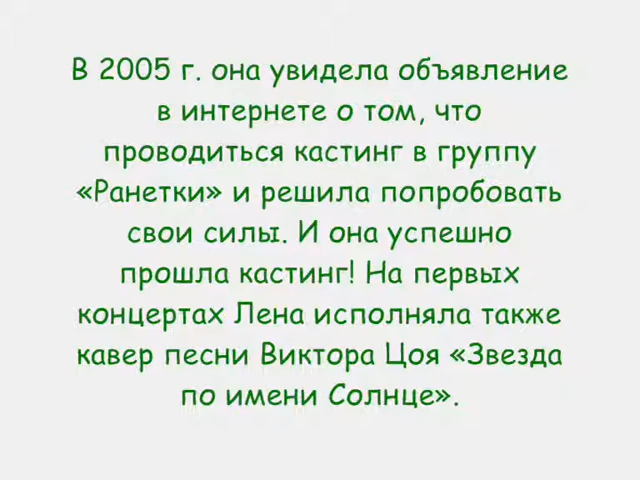 В 2005 г. она увидела объявление
в интернете о том, что
проводиться кастинг в группу
«Ранетки» и решила попробовать
свои силы. И она успешно
прошла кастинг! На первых
концертах Лена исполняла также
кавер песни Виктора Цоя «Звезда
по имени Солнце».